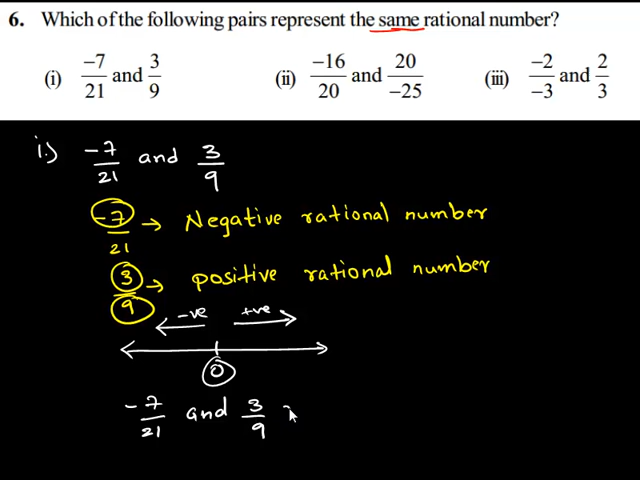 6. Which of the following pairs represent the same rational number?
(i) -7/21 and 3/9 (ii) -16/20 and 20/-25 (iii) -2/-3 and 2/3
i.) -7/21 and 3/9
-7/21 → Negative rational number
3/9 → positive rational number
-ve +ve
0
-7/21 and 3/9